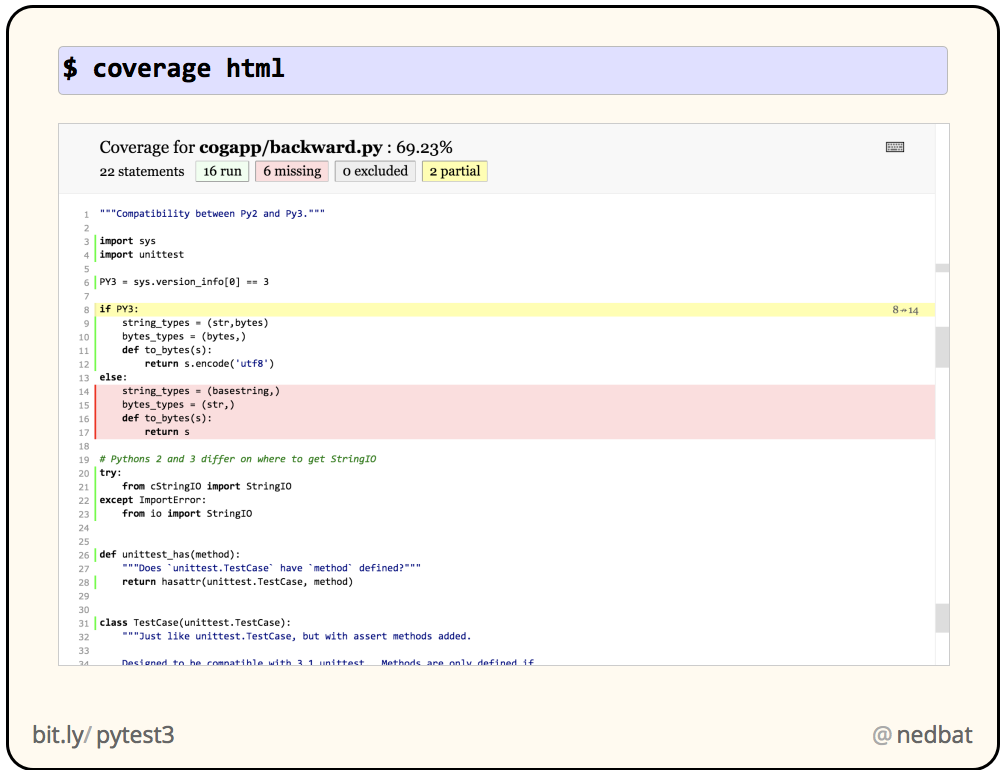 $ coverage html
Coverage for cogapp/backward.py : 69.23%
22 statements 16 run 6 missing 0 excluded 2 partial
1 """Compatibility between Py2 and Py3."""
2
3 import sys
4 import unittest
5
6 PY3 = sys.version_info[0] == 3
7
8 if PY3: 8↛14
9     string_types = (str,bytes)
10     bytes_types = (bytes,)
11     def to_bytes(s):
12         return s.encode('utf8')
13 else:
14     string_types = (basestring,)
15     bytes_types = (str,)
16     def to_bytes(s):
17         return s
18
19 # Pythons 2 and 3 differ on where to get StringIO
20 try:
21     from cStringIO import StringIO
22 except ImportError:
23     from io import StringIO
24
25
26 def unittest_has(method):
27     """Does `unittest.TestCase` have `method` defined?"""
28     return hasattr(unittest.TestCase, method)
29
30
31 class TestCase(unittest.TestCase):
32     """Just like unittest.TestCase, but with assert methods added.
33
34     Designed to be compatible with 3.1 unittest.  Methods are only defined if
bit.ly/pytest3
@nedbat